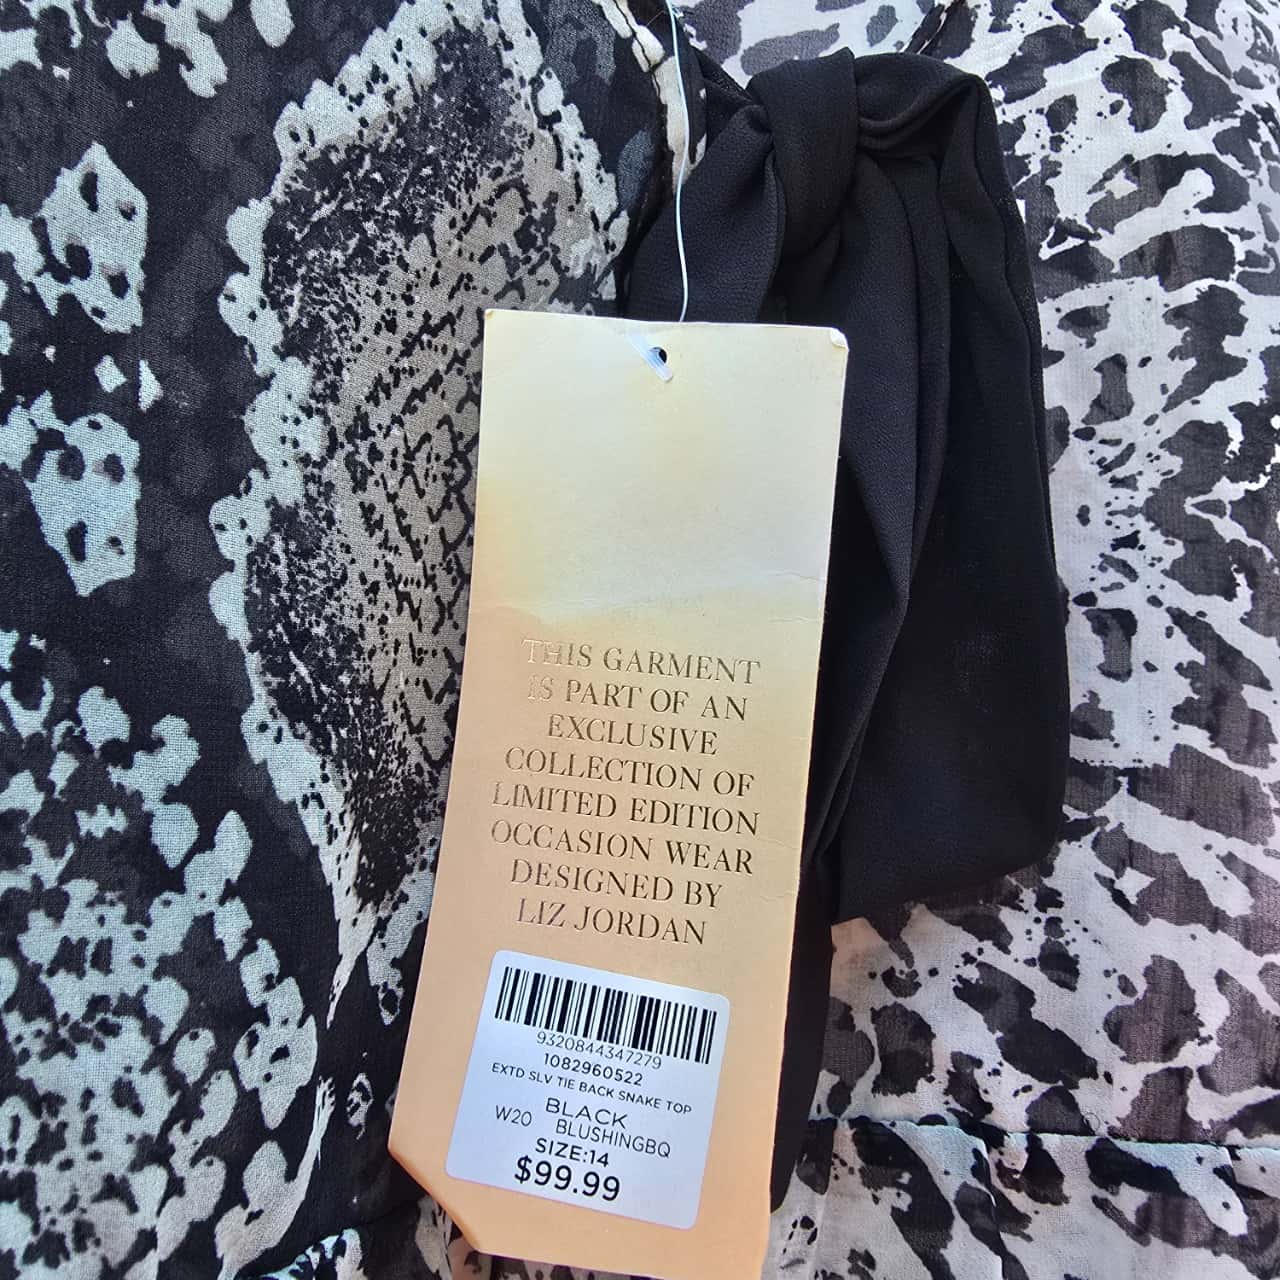 THIS GARMENT
IS PART OF AN
EXCLUSIVE
COLLECTION OF
LIMITED EDITION
OCCASION WEAR
DESIGNED BY
LIZ JORDAN
9320844347279
1082960522
EXTD SLV TIE BACK SNAKE TOP
BLACK
W20 BLUSHINGBQ
SIZE:14
$99.99